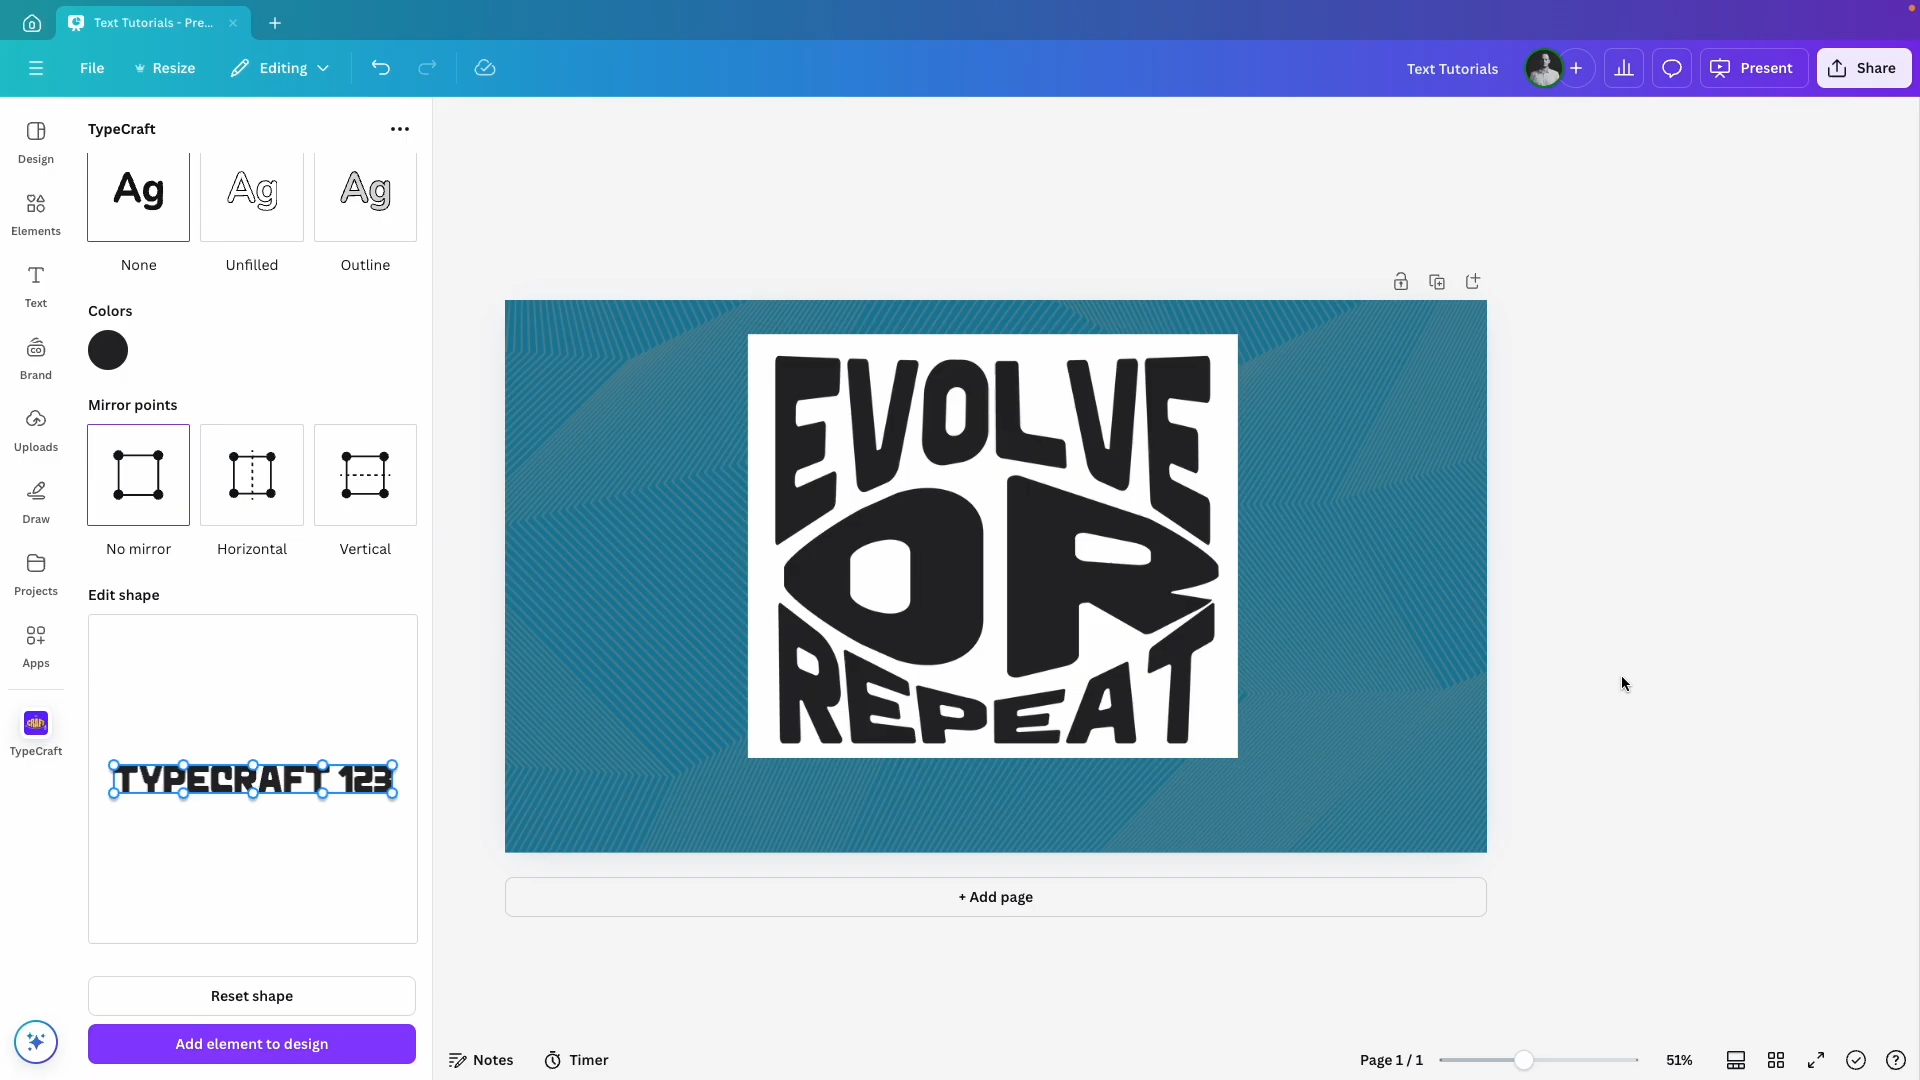 Text Tutorials - Pre...
File
Resize
Editing
Text Tutorials
Present
Share
Design
Elements
Text
Brand
Uploads
Draw
Projects
Apps
TypeCraft
TypeCraft
Ag
Ag
Ag
None
Unfilled
Outline
Colors
Mirror points
No mirror
Horizontal
Vertical
Edit shape
TYPECRAFT 123
Reset shape
Add element to design
EVOLVE
OR
REPEAT
+ Add page
Notes
Timer
Page 1 / 1
51%